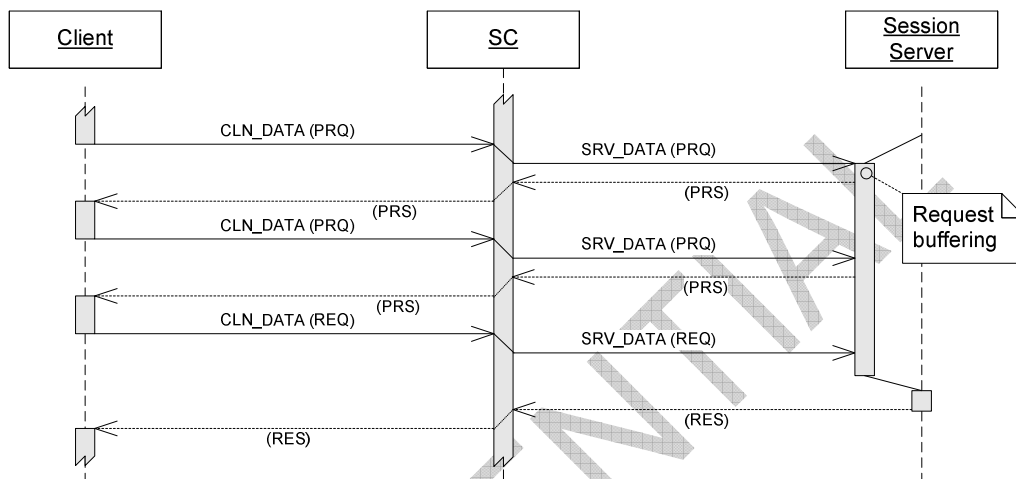 Client
SC
Session
Server
CLN_DATA (PRQ)
SRV_DATA (PRQ)
(PRS)
(PRS)
Request
buffering
CLN_DATA (PRQ)
SRV_DATA (PRQ)
(PRS)
(PRS)
CLN_DATA (REQ)
SRV_DATA (REQ)
(RES)
(RES)
NTIAL